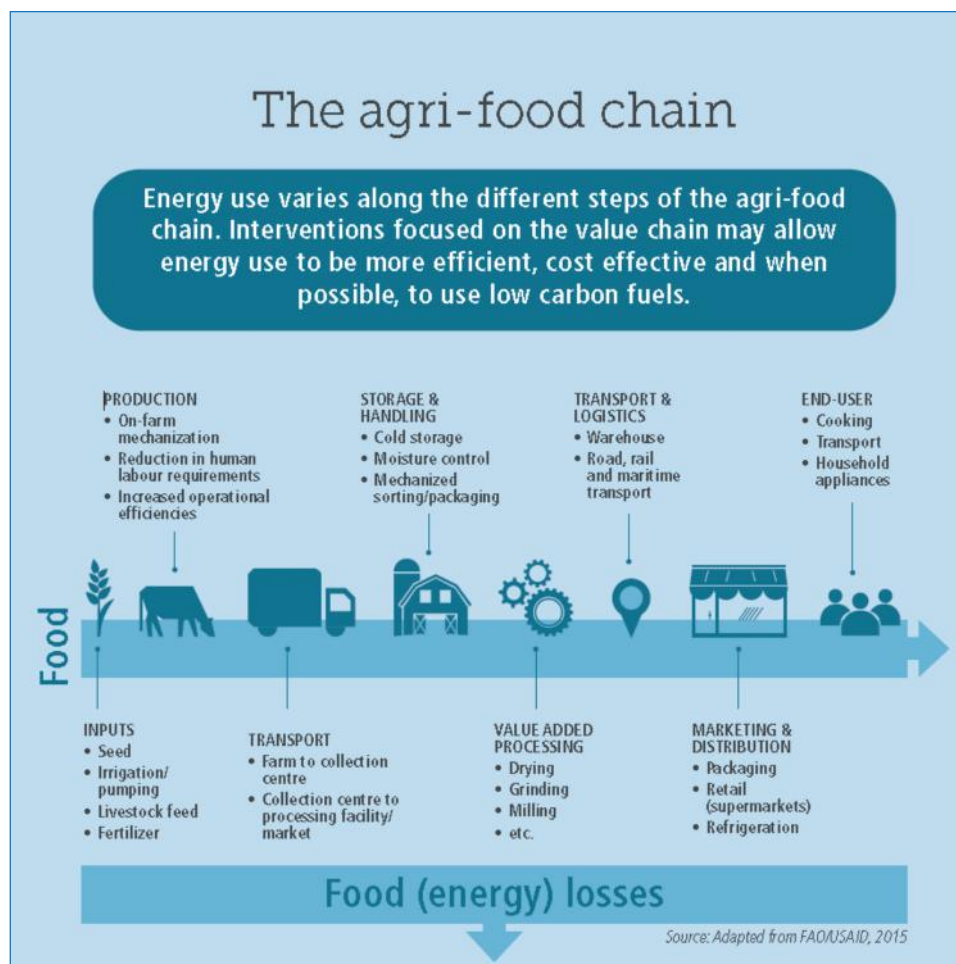 The agri-food chain
Energy use varies along the different steps of the agri-food
chain. Interventions focused on the value chain may allow
energy use to be more efficient, cost effective and when
possible, to use low carbon fuels.
PRODUCTION
• On-farm
mechanization
• Reduction in human
labour requirements
• Increased operational
efficiencies
STORAGE &
HANDLING
• Cold storage
• Moisture control
• Mechanized
sorting/packaging
TRANSPORT &
LOGISTICS
• Warehouse
• Road, rail
and maritime
transport
END-USER
• Cooking
• Transport
• Household
appliances
Food
INPUTS
• Seed
• Irrigation/
pumping
• Livestock feed
• Fertilizer
TRANSPORT
• Farm to collection
centre
• Collection centre to
processing facility/
market
VALUE ADDED
PROCESSING
• Drying
• Grinding
• Milling
• etc.
MARKETING &
DISTRIBUTION
• Packaging
• Retail
(supermarkets)
• Refrigeration
Food (energy) losses
Source: Adapted from FAO/USAID, 2015